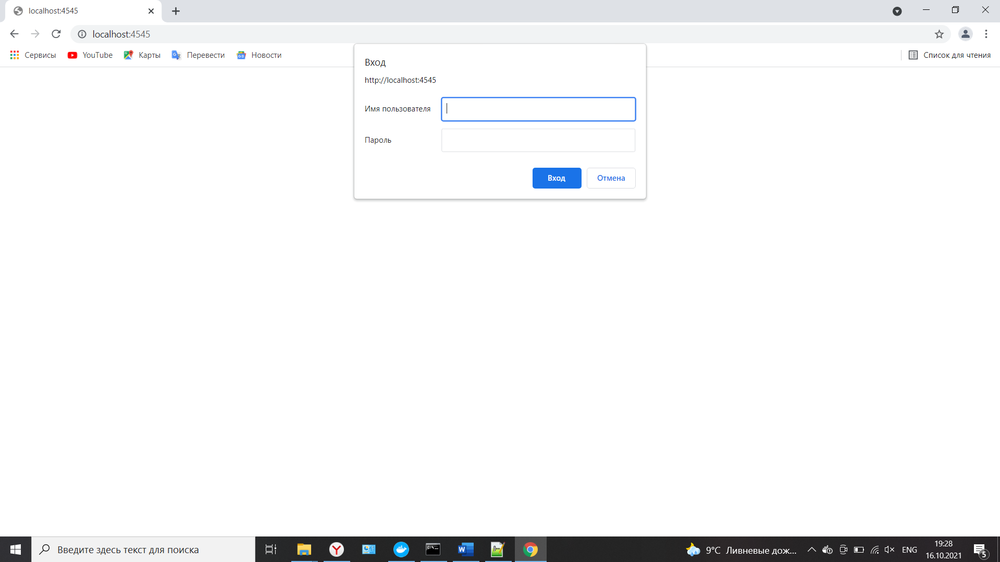 localhost:4545
localhost:4545
Сервисы YouTube Карты Перевести Новости Список для чтения
Вход
http://localhost:4545
Имя пользователя
Пароль
Вход Отмена
Введите здесь текст для поиска
9°C Ливневые дож... ENG
19:28
16.10.2021
5